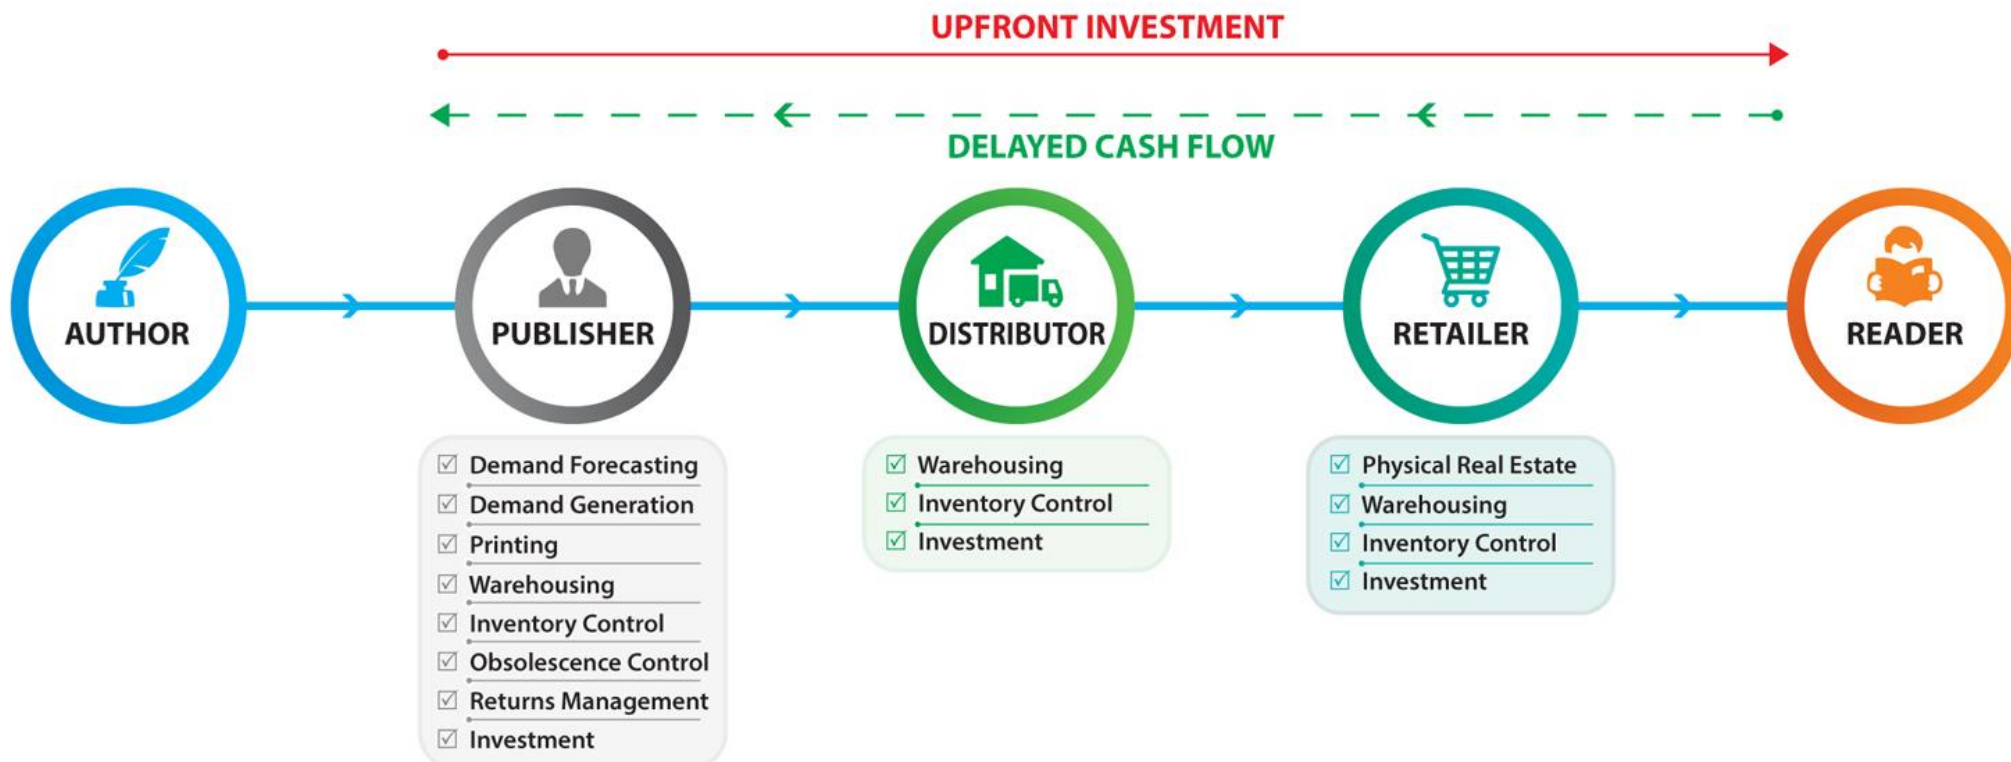 UPFRONT INVESTMENT
DELAYED CASH FLOW
AUTHOR
PUBLISHER
DISTRIBUTOR
RETAILER
READER
Demand Forecasting
Demand Generation
Printing
Warehousing
Inventory Control
Obsolescence Control
Returns Management
Investment
Warehousing
Inventory Control
Investment
Physical Real Estate
Warehousing
Inventory Control
Investment